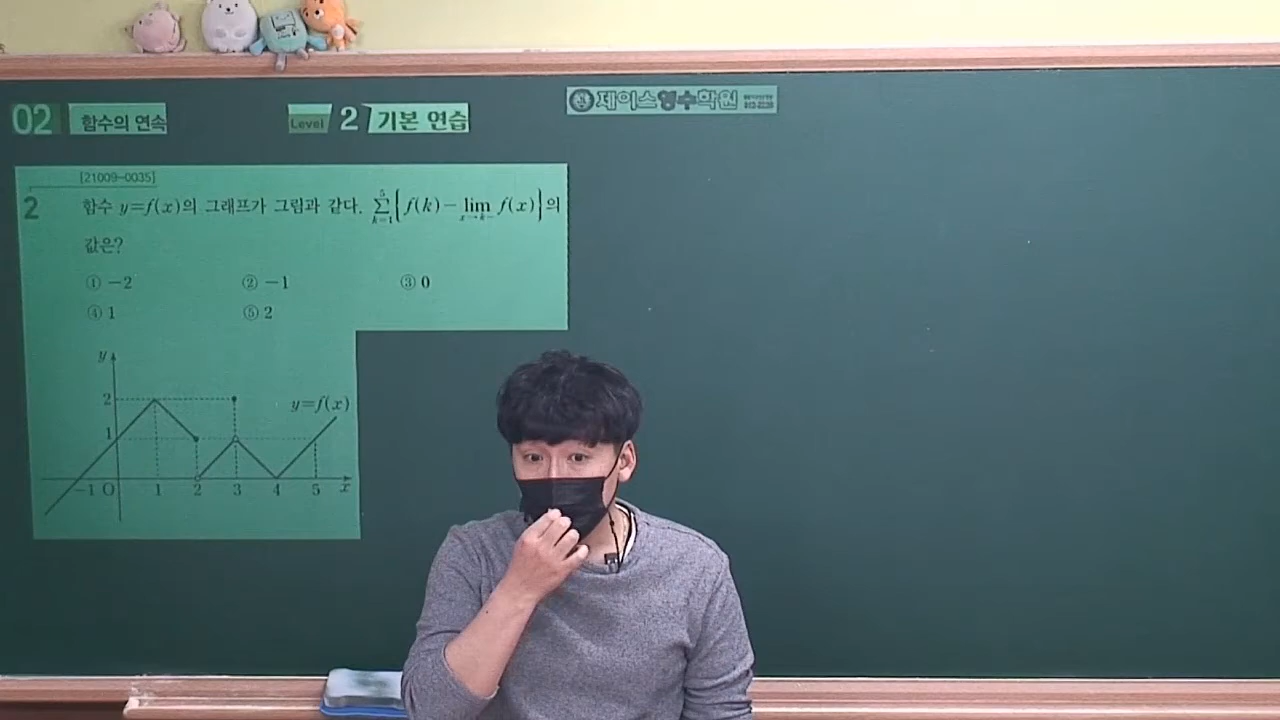 제이스영수학원
02 함수의 연속 Level 2 기본 연습
[21009-0035]
2 함수 y=f(x)의 그래프가 그림과 같다. \sum_{k=1}^{5}{f(k)-\lim_{x→k-} f(x)}의
값은?
① -2 ② -1 ③ 0
④ 1 ⑤ 2
y
2
y=f(x)
1
-1 O 1 2 3 4 5 x